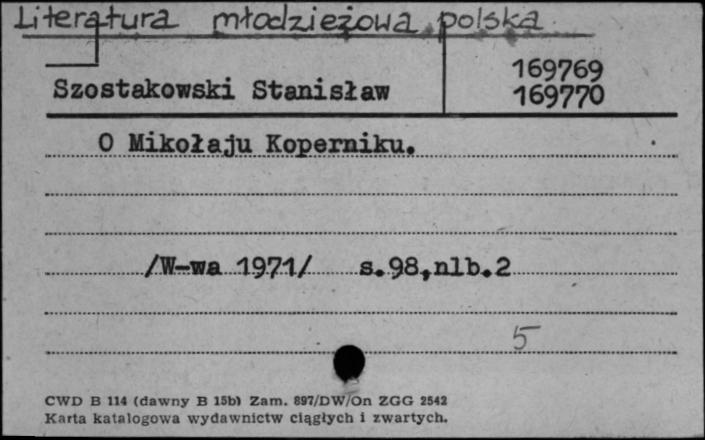 Literatura młodzieżowa polska
169769
Szostakowski Stanisław
169770
O Mikołaju Koperniku.
/W-wa 1971/ s.98,nlb.2
5
CWD B 114 (dawny B 15b) Zam. 897/DW/On ZGG 2542
Karta katalogowa wydawnictw ciągłych i zwartych.